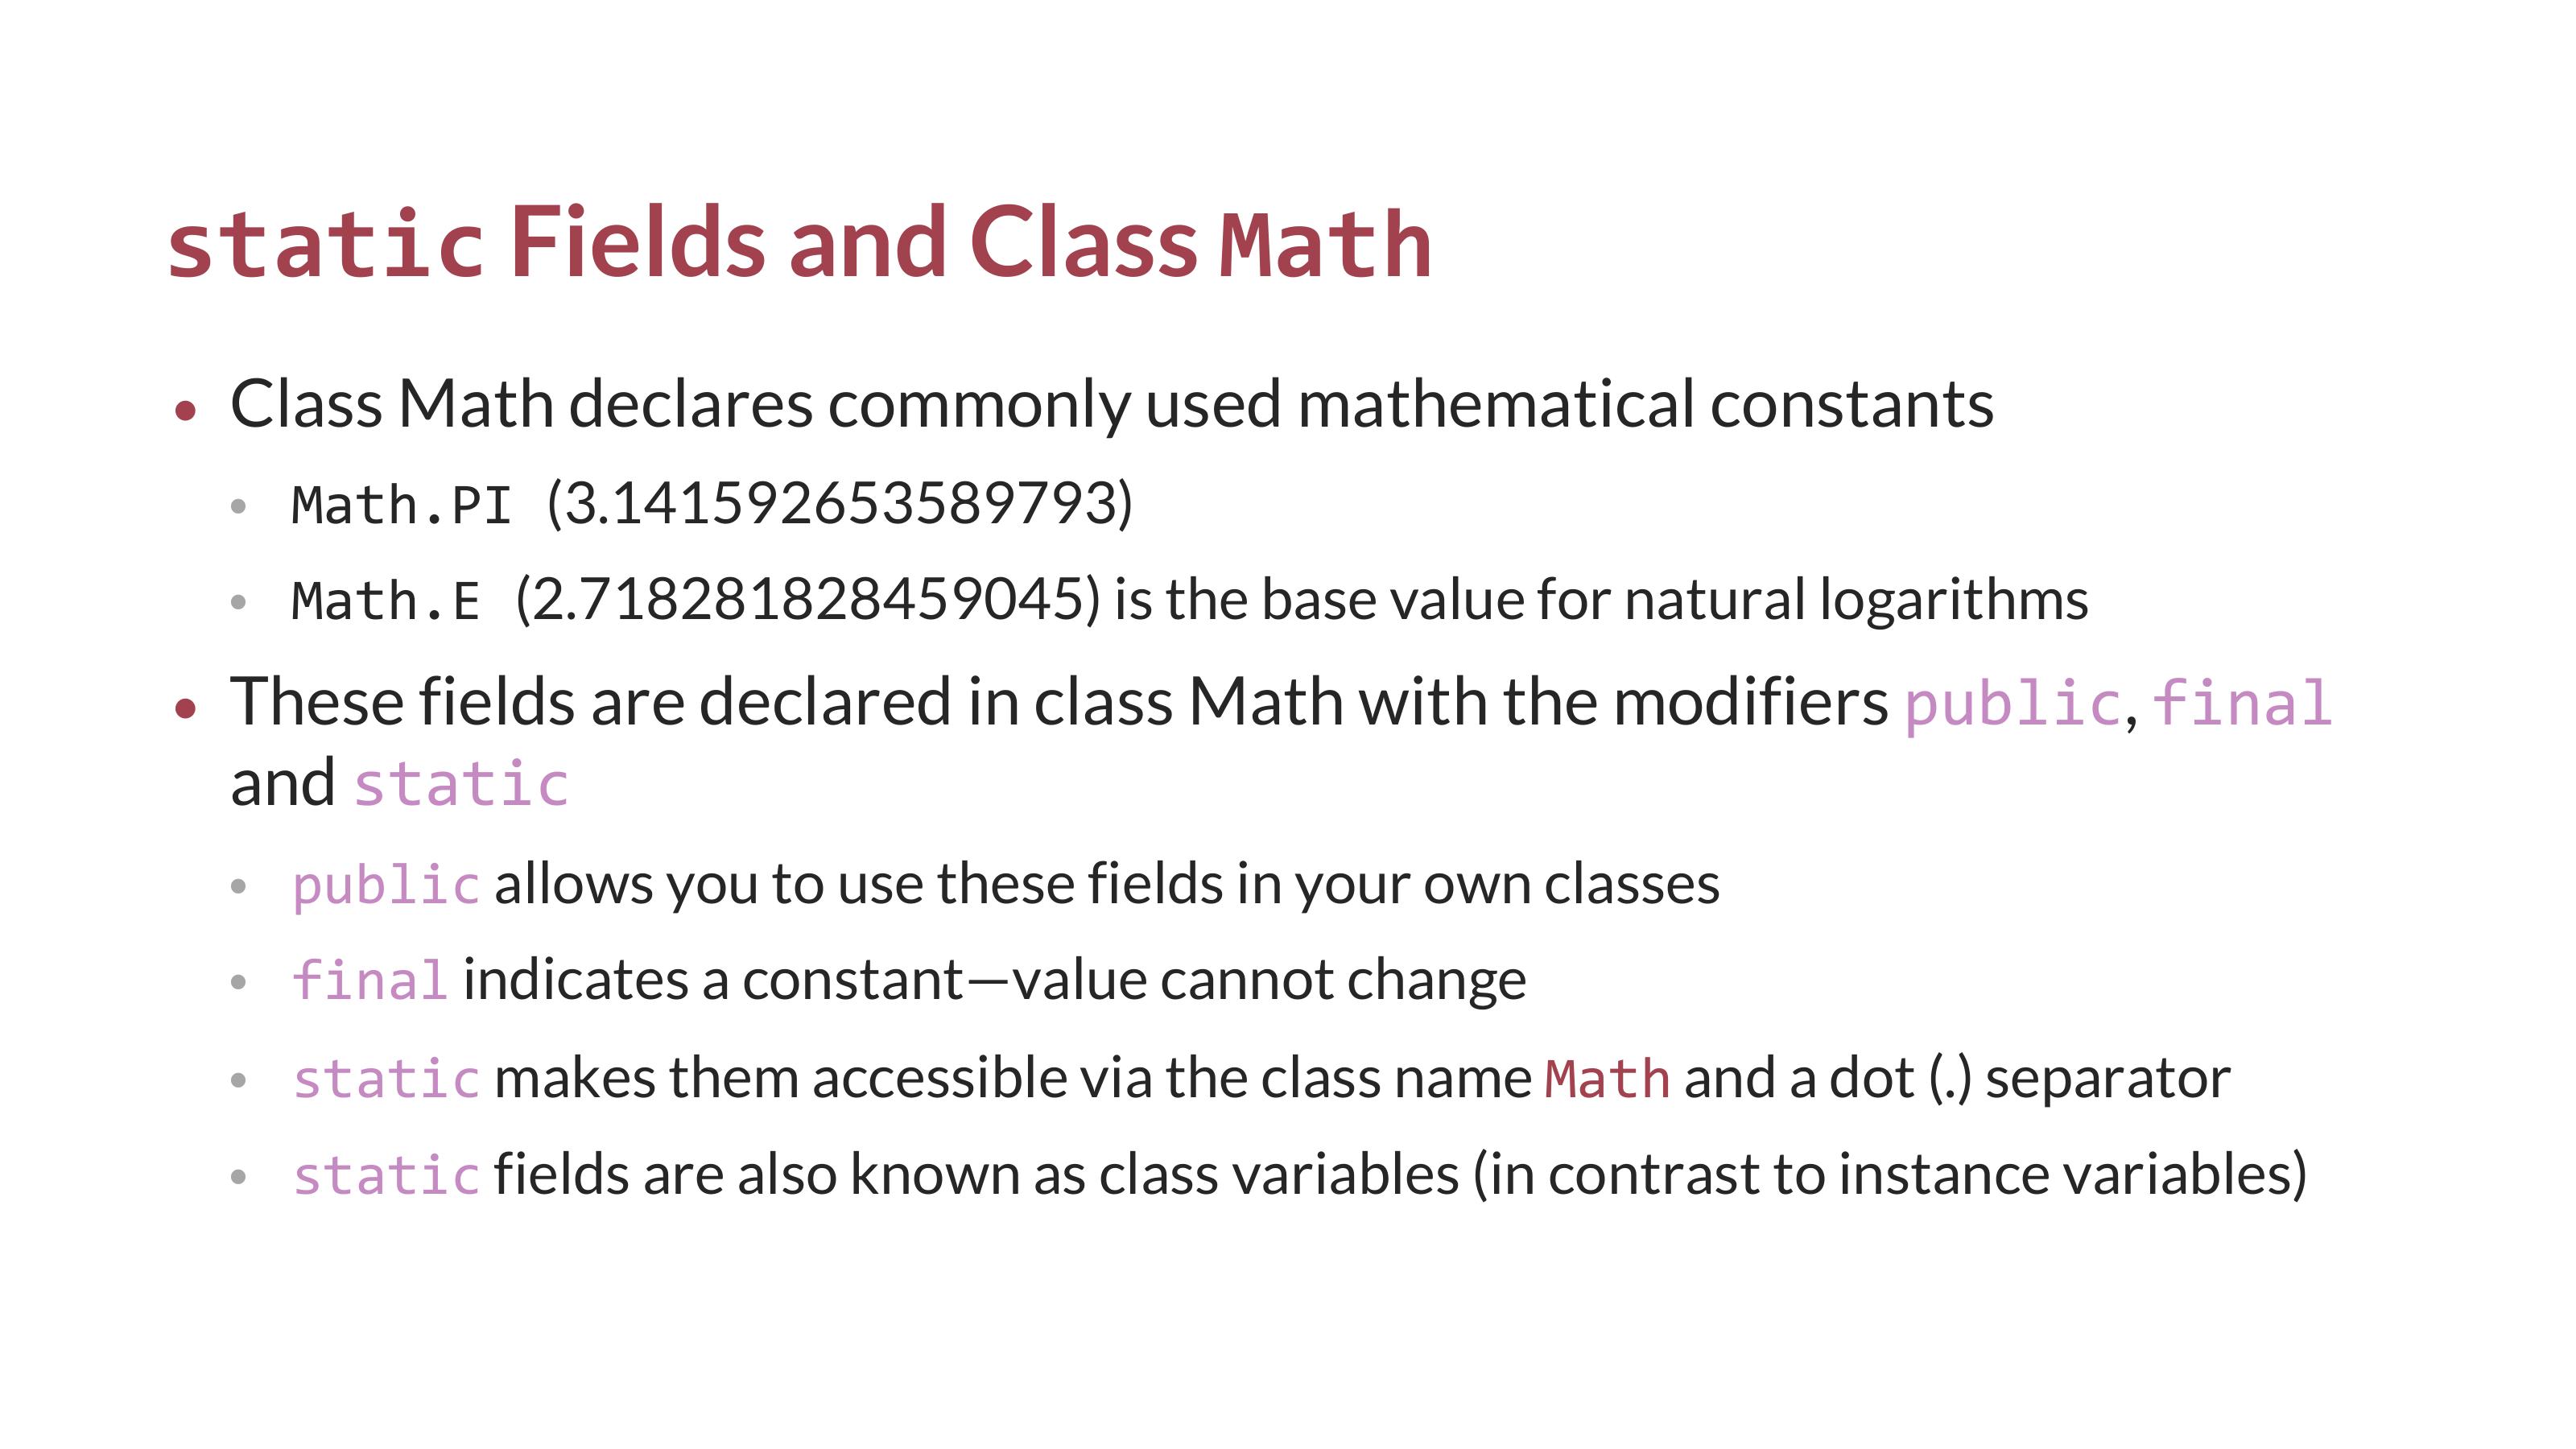 static Fields and Class Math
• Class Math declares commonly used mathematical constants
• Math.PI (3.141592653589793)
• Math.E (2.718281828459045) is the base value for natural logarithms
• These fields are declared in class Math with the modifiers public, final
and static
• public allows you to use these fields in your own classes
• final indicates a constant—value cannot change
• static makes them accessible via the class name Math and a dot (.) separator
• static fields are also known as class variables (in contrast to instance variables)